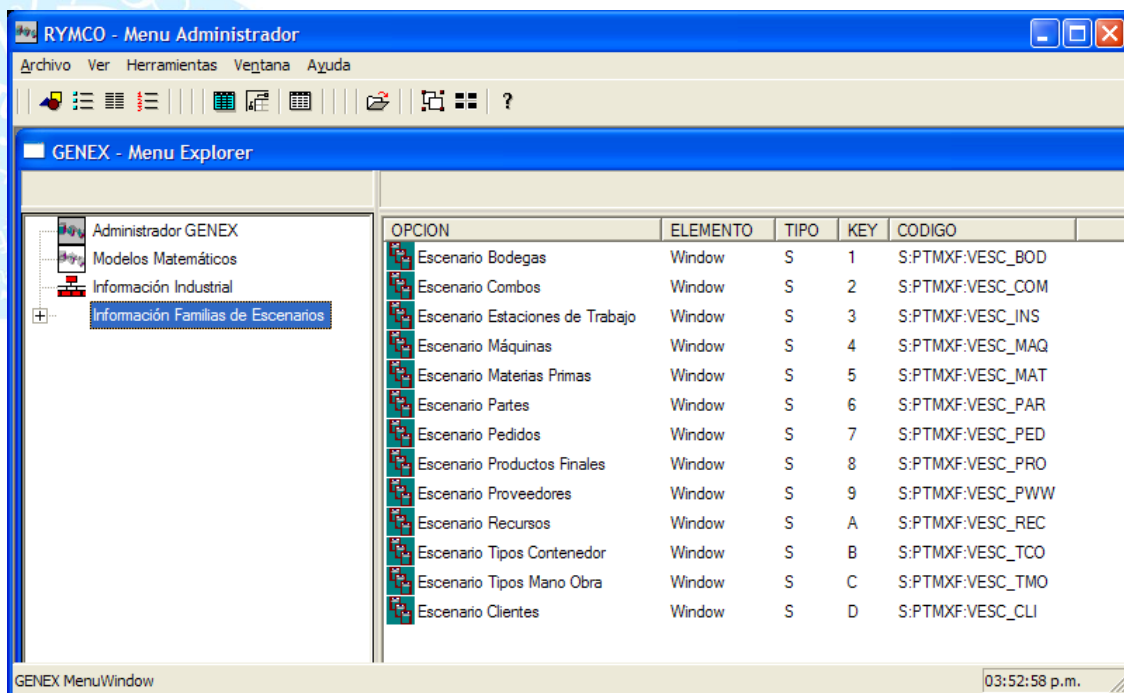 RYMCO - Menu Administrador
Archivo Ver Herramientas Ventana Ayuda
?
GENEX - Menu Explorer
Administrador GENEX
Modelos Matemáticos
Información Industrial
Información Familias de Escenarios
OPCION ELEMENTO TIPO KEY CODIGO
Escenario Bodegas Window S 1 S:PTMXF:VESC_BOD
Escenario Combos Window S 2 S:PTMXF:VESC_COM
Escenario Estaciones de Trabajo Window S 3 S:PTMXF:VESC_INS
Escenario Máquinas Window S 4 S:PTMXF:VESC_MAQ
Escenario Materias Primas Window S 5 S:PTMXF:VESC_MAT
Escenario Partes Window S 6 S:PTMXF:VESC_PAR
Escenario Pedidos Window S 7 S:PTMXF:VESC_PED
Escenario Productos Finales Window S 8 S:PTMXF:VESC_PRO
Escenario Proveedores Window S 9 S:PTMXF:VESC_PWW
Escenario Recursos Window S A S:PTMXF:VESC_REC
Escenario Tipos Contenedor Window S B S:PTMXF:VESC_TCO
Escenario Tipos Mano Obra Window S C S:PTMXF:VESC_TMO
Escenario Clientes Window S D S:PTMXF:VESC_CLI
GENEX MenuWindow 03:52:58 p.m.